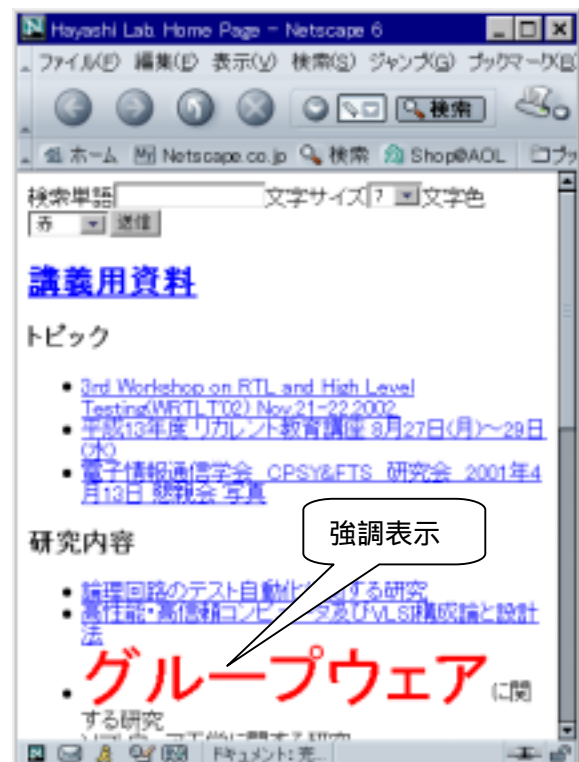 Hayashi Lab. Home Page - Netscape 6
ファイル(F) 編集(E) 表示(V) 検索(S) ジャンプ(G) ブックマーク(B)
検索
ホーム Netscape.co.jp 検索 Shop@AOL
検索単語 文字サイズ 7 文字色
赤 送信
講義用資料
トピック
3rd Workshop on RTL and High Level
Testing(WRTLT'02) Nov.21-22.2002
平成13年度 リカレント教育講座 8月27日(月)～29日
(水)
電子情報通信学会 CPSY&FTS 研究会 2001年4
月13日 懇親会 写真
強調表示
研究内容
論理回路のテスト自動化に関する研究
高性能・高信頼コンピュータ及びVLSI構成論と設計
法
グループウェア に関
する研究
ドキュメント: 完...